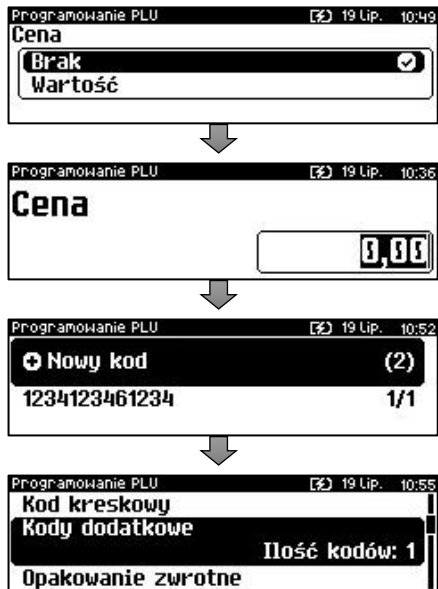 Programowanie PLU 19 Lip. 10:49
Cena
Brak
Wartość
Programowanie PLU 19 Lip. 10:36
Cena
0,00
Programowanie PLU 19 Lip. 10:52
Nowy kod (2)
1234123461234 1/1
Programowanie PLU 19 Lip. 10:55
Kod kreskowy
Kody dodatkowe
Ilość kodów: 1
Opakowanie zwrotne